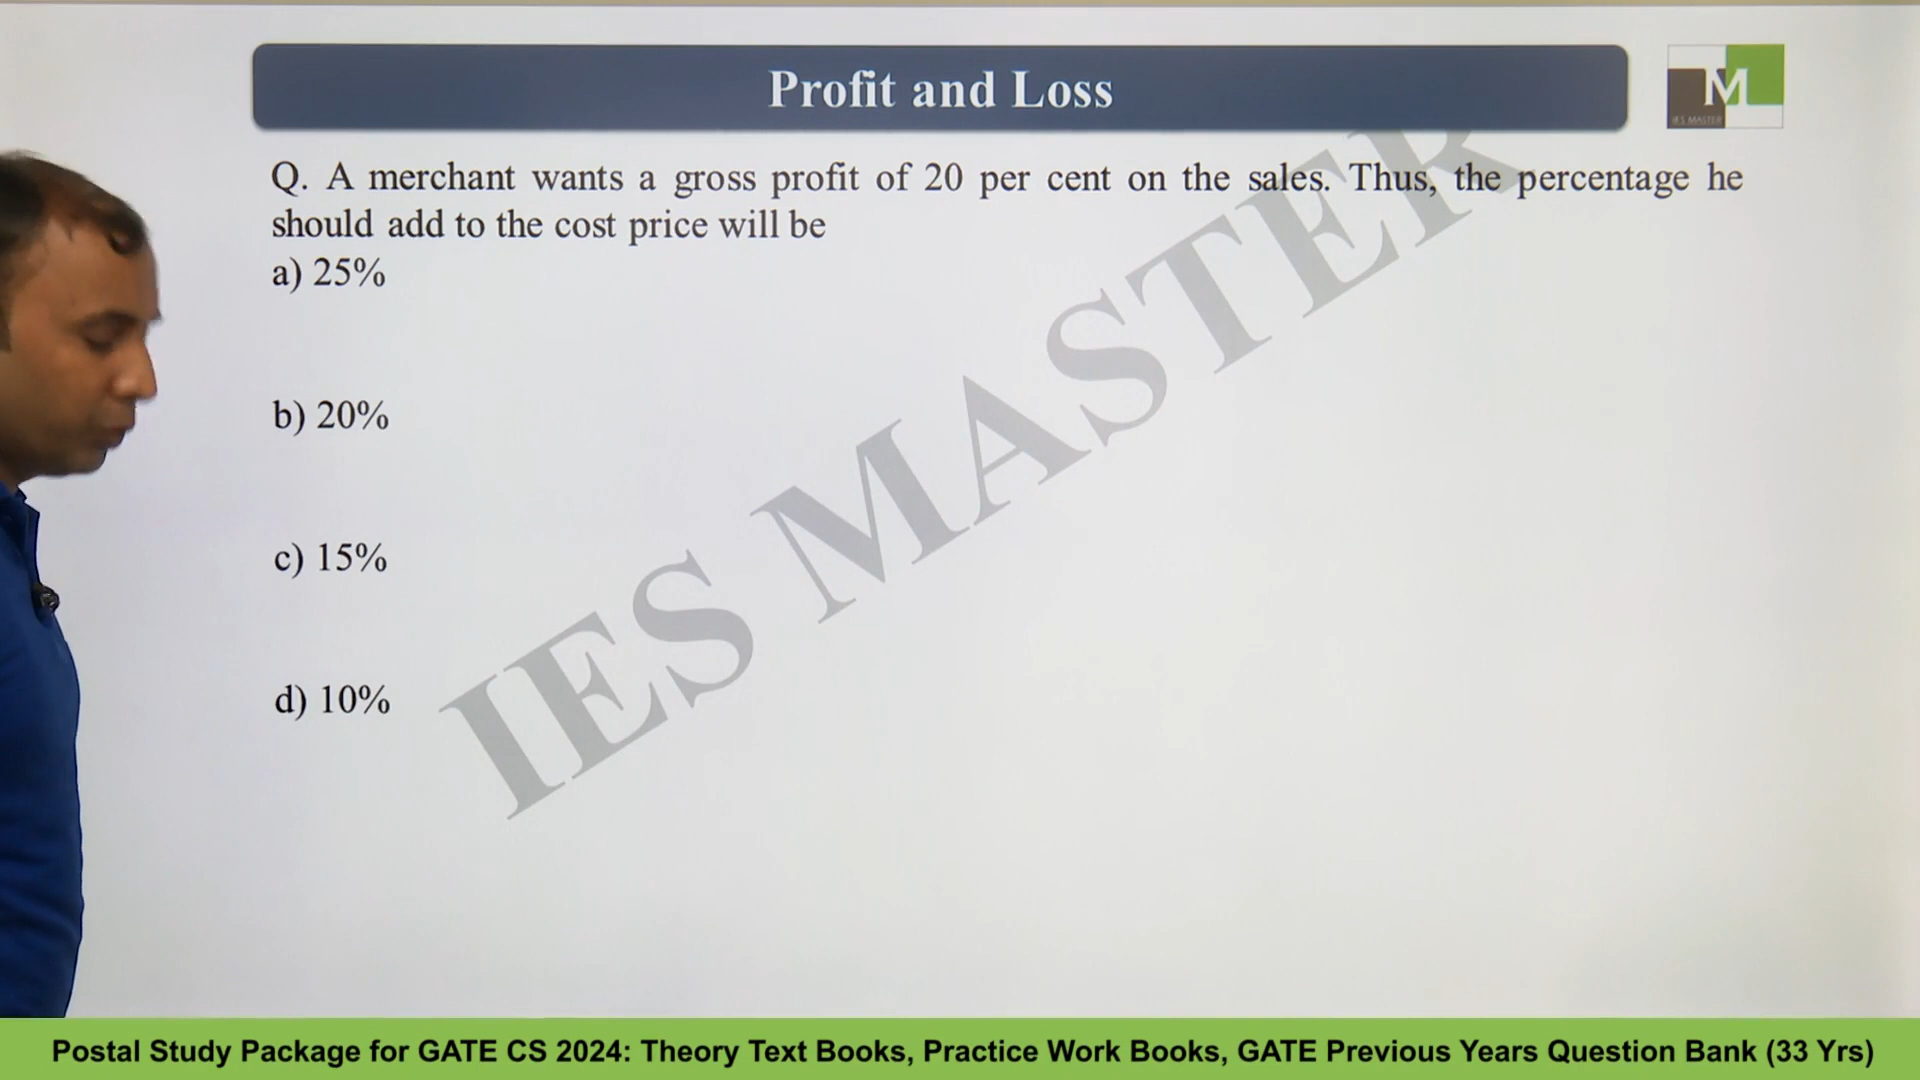 Profit and Loss
M
IES MASTER
Q. A merchant wants a gross profit of 20 per cent on the sales. Thus, the percentage he
should add to the cost price will be
a) 25%
b) 20%
c) 15%
d) 10%
IES MASTER
Postal Study Package for GATE CS 2024: Theory Text Books, Practice Work Books, GATE Previous Years Question Bank (33 Yrs)